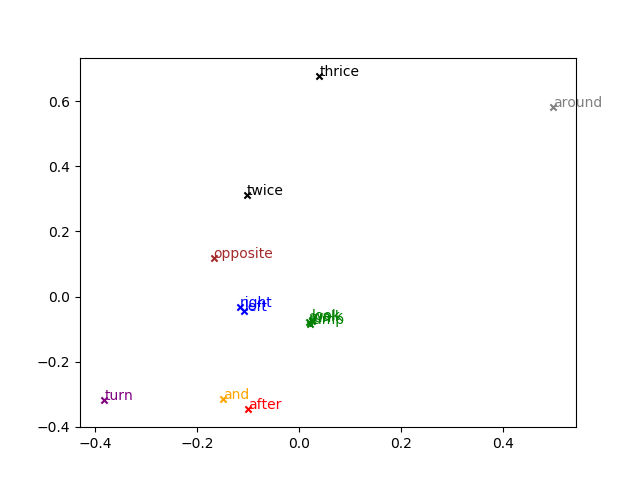 thrice
around
twice
opposite
right
left
look
jump
turn
and
after
0.6
0.4
0.2
0.0
−0.2
−0.4
−0.4
−0.2
0.0
0.2
0.4